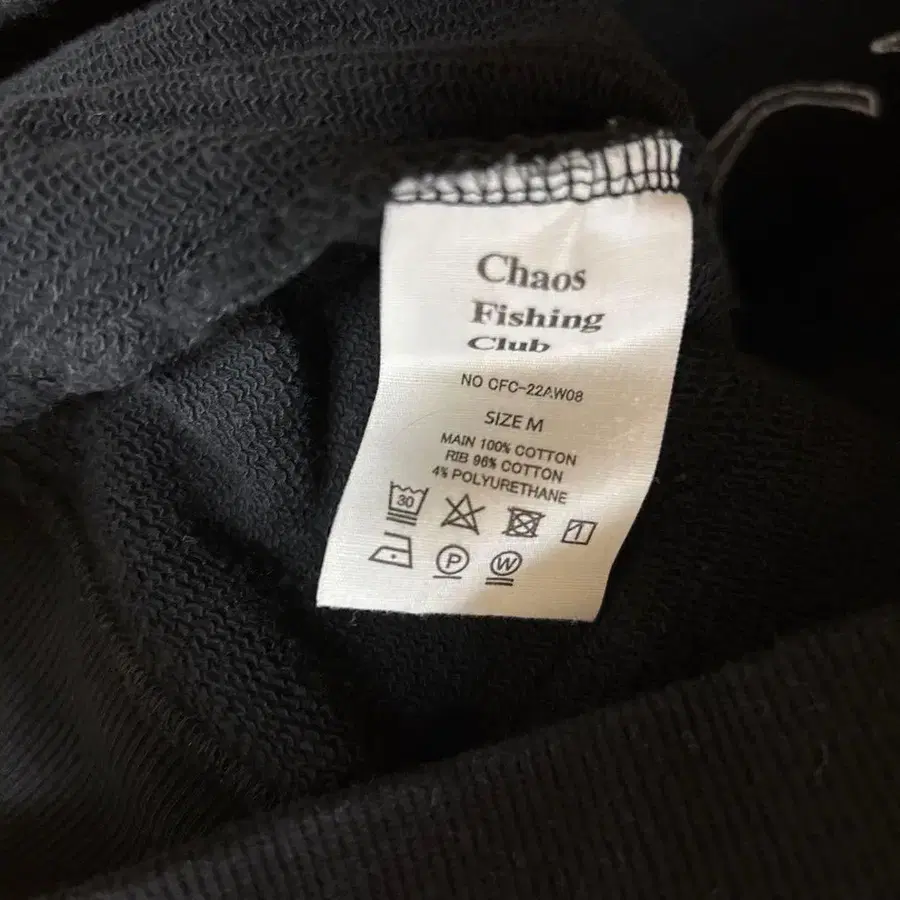 Chaos
Fishing
Club
NO CFC-22AW08
SIZE M
MAIN 100% COTTON
RIB 96% COTTON
4% POLYURETHANE
30
P
W